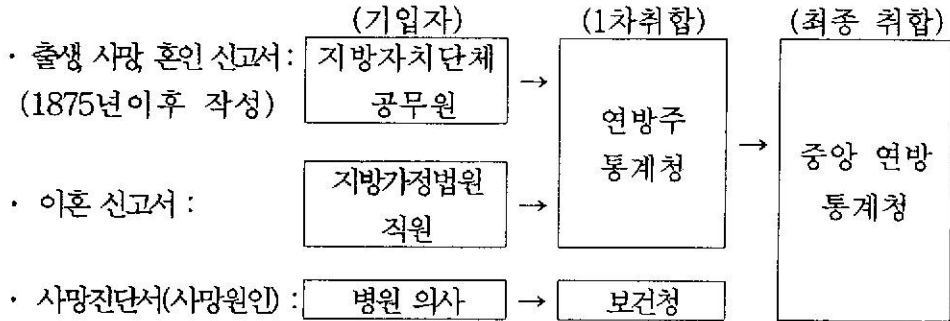 (기입자) (1차취합) (최종 취합)
· 출생, 사망, 혼인 신고서 : 지방자치단체 →
(1875년이후 작성) 공무원
연방주
통계청 →
중앙 연방
통계청
· 이혼 신고서 : 지방가정법원 →
직원
· 사망진단서(사망원인) : 병원 의사 → 보건청